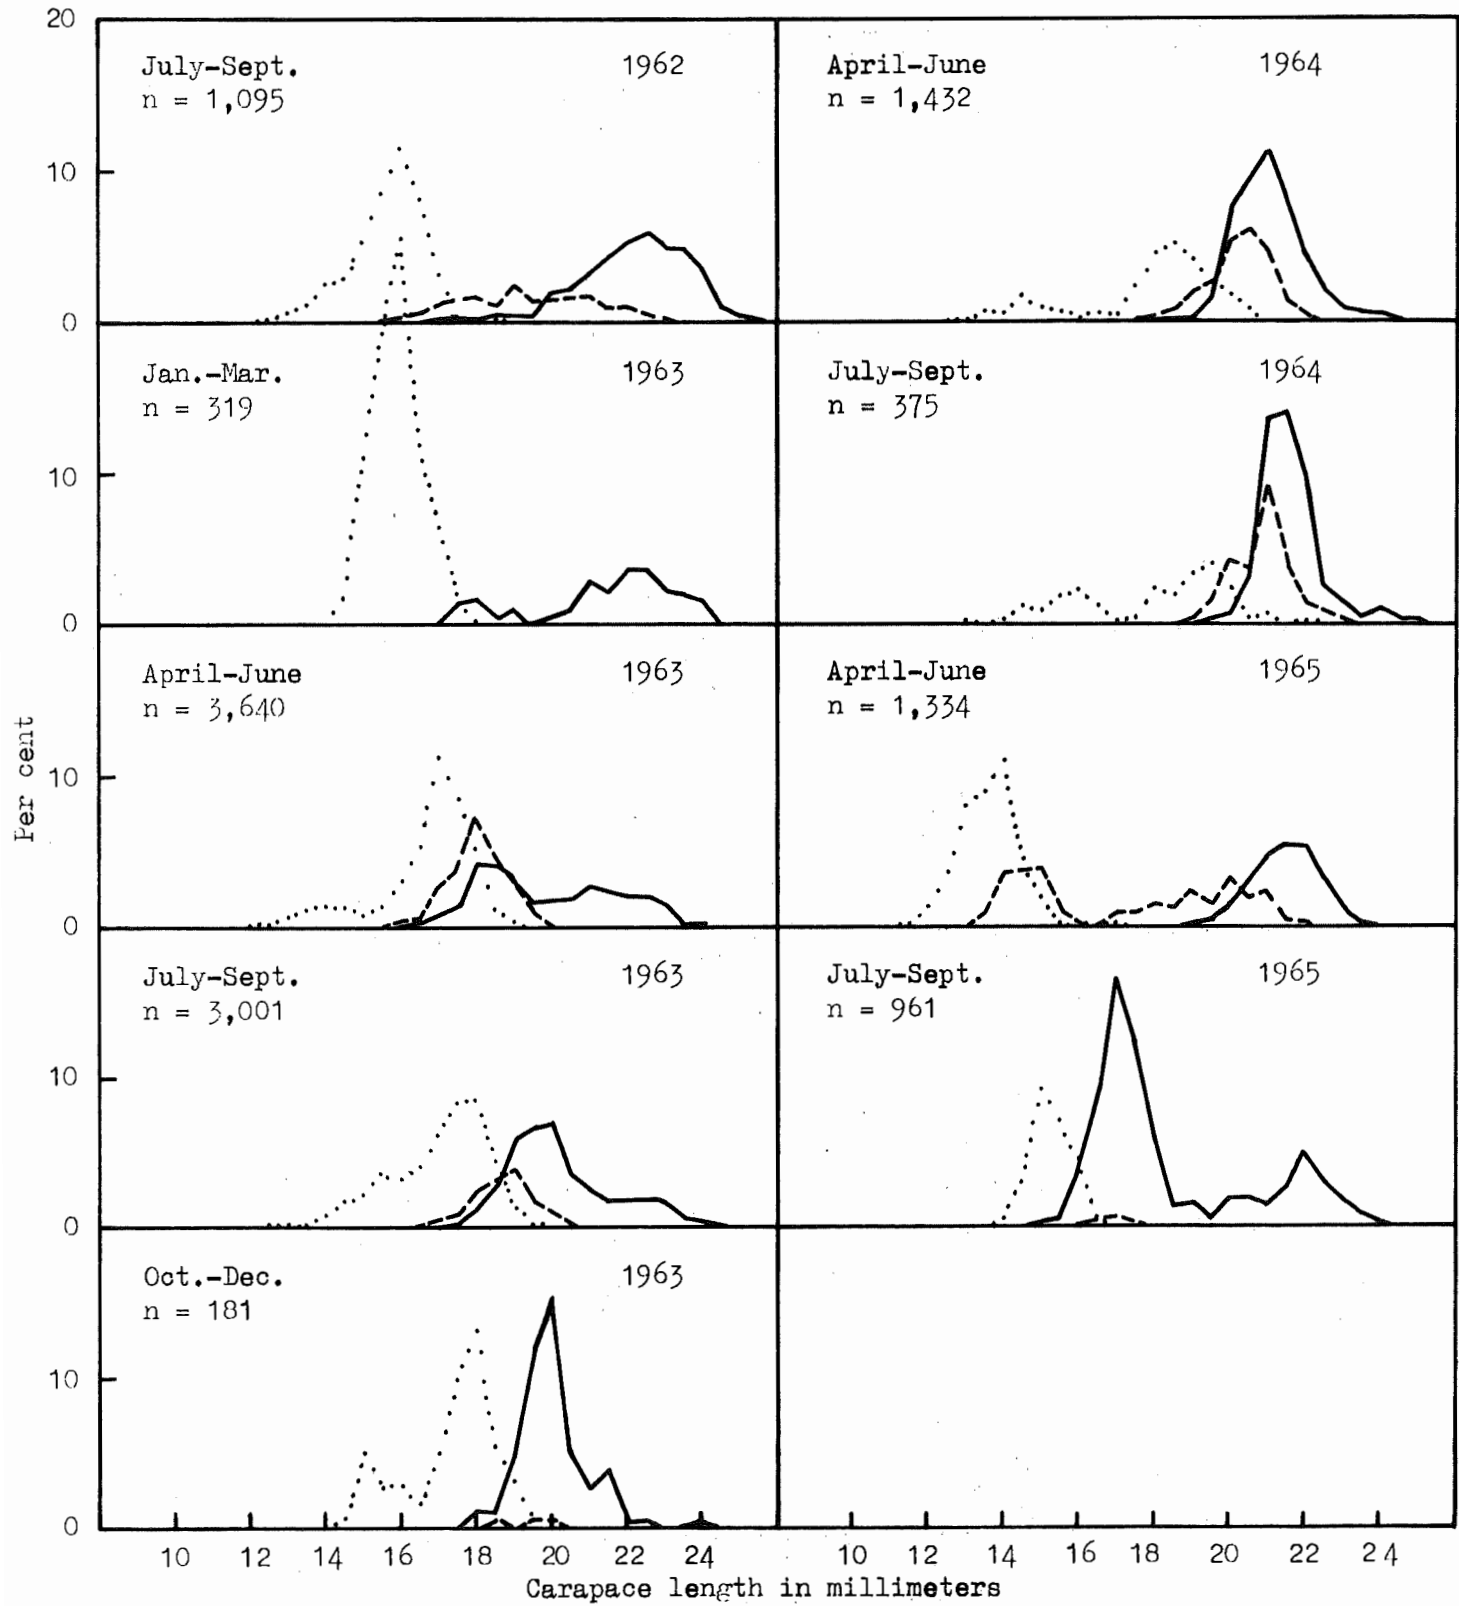 20
July-Sept. 1962
n = 1,095
10
0
Jan.-Mar. 1963
n = 319
10
0
April-June 1963
n = 3,640
10
0
July-Sept. 1963
n = 3,001
10
0
Oct.-Dec. 1963
n = 181
10
0
Per cent
April-June 1964
n = 1,432
July-Sept. 1964
n = 375
April-June 1965
n = 1,334
July-Sept. 1965
n = 961
10 12 14 16 18 20 22 24 10 12 14 16 18 20 22 24
Carapace length in millimeters